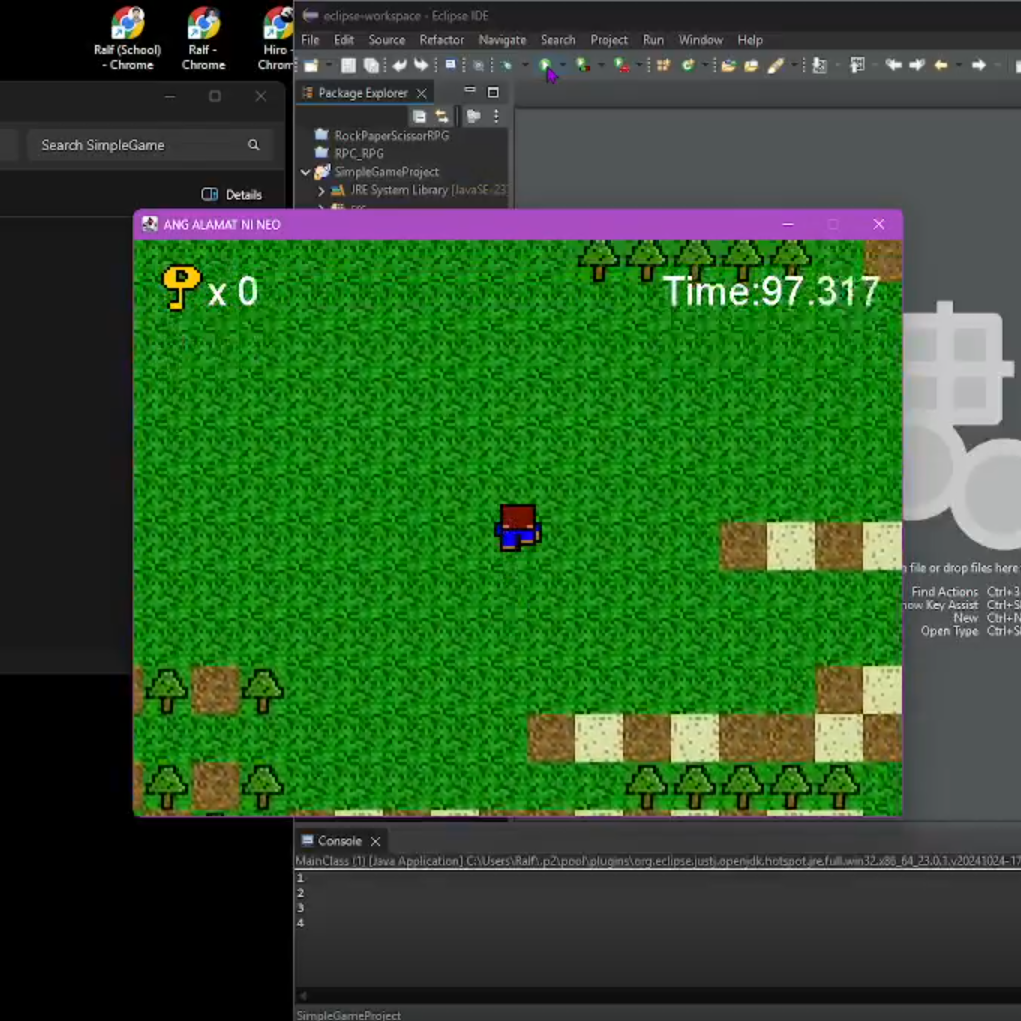 Ralf (School) - Chrome
Ralf - Chrome
Hiro - Chrom
eclipse-workspace - Eclipse IDE
File Edit Source Refactor Navigate Search Project Run Window Help
Package Explorer
Search SimpleGame
Details
RockPaperScissorRPG
RPC_RPG
SimpleGameProject
JRE System Library [JavaSE-23
ANG ALAMAT NI NEO
x 0
Time:97.317
n file or drop files here
Find Actions Ctrl+3
how Key Assist Ctrl+S
New Ctrl+N
Open Type Ctrl+S
Console
MainClass (1) [Java Application] C:\Users\Ralf\.p2\pool\plugins\org.eclipse.justj.openjdk.hotspot.jre.full.win32.x86_64_23.0.1.v20241024-17
1
2
3
4
SimpleGameProject